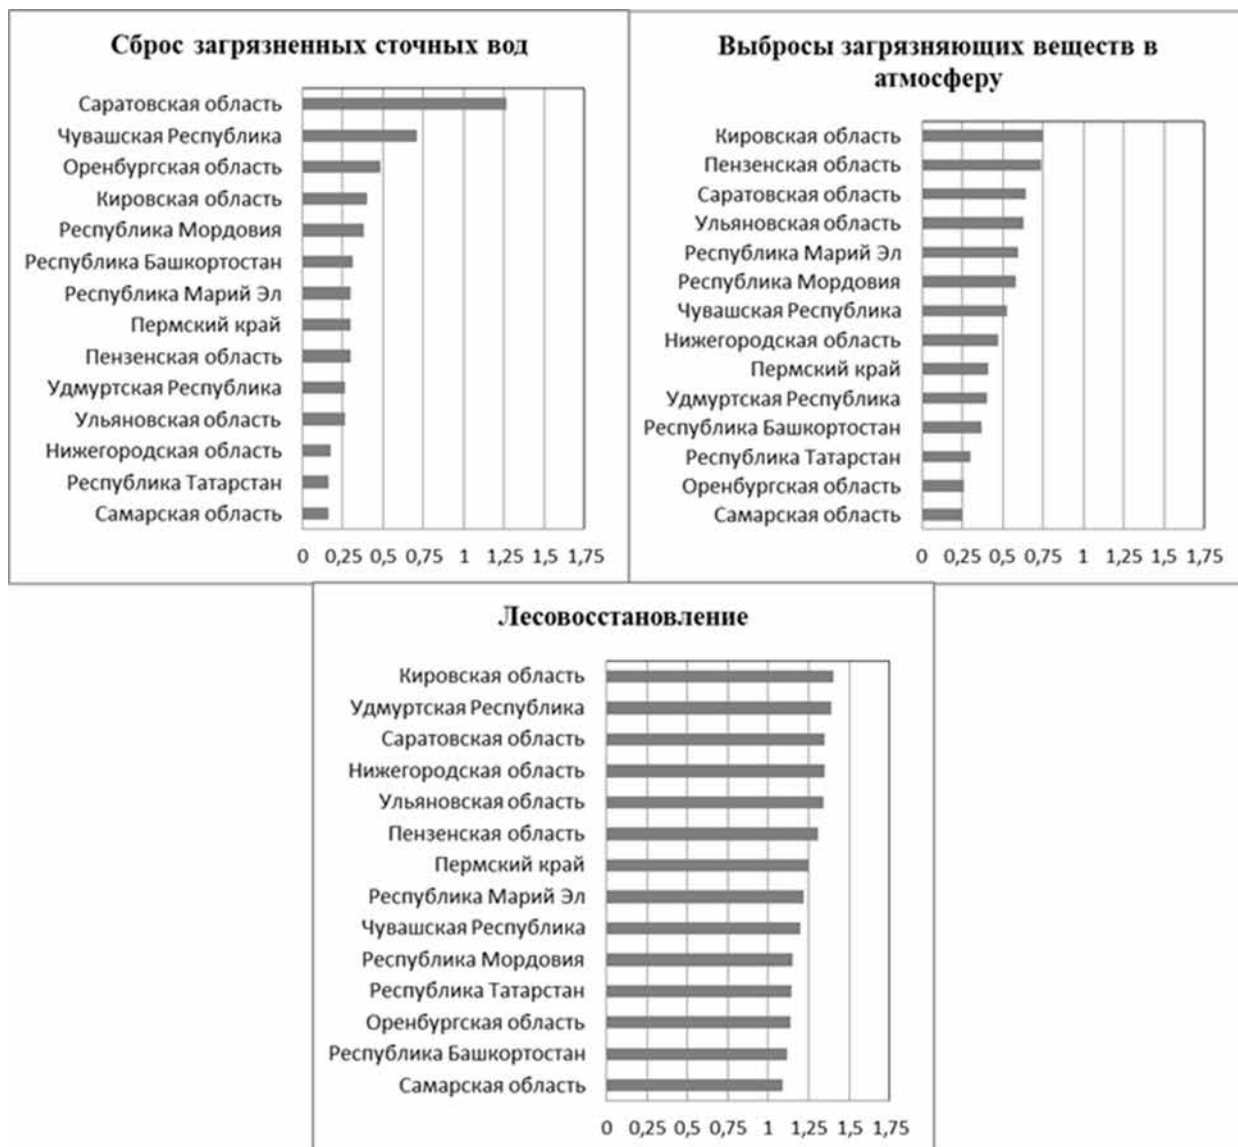 Сброс загрязненных сточных вод
Саратовская область
Чувашская Республика
Оренбургская область
Кировская область
Республика Мордовия
Республика Башкортостан
Республика Марий Эл
Пермский край
Пензенская область
Удмуртская Республика
Ульяновская область
Нижегородская область
Республика Татарстан
Самарская область
0 0,25 0,5 0,75 1 1,25 1,5 1,75
Выбросы загрязняющих веществ в
атмосферу
Кировская область
Пензенская область
Саратовская область
Ульяновская область
Республика Марий Эл
Республика Мордовия
Чувашская Республика
Нижегородская область
Пермский край
Удмуртская Республика
Республика Башкортостан
Республика Татарстан
Оренбургская область
Самарская область
0 0,25 0,5 0,75 1 1,25 1,5 1,75
Лесовосстановление
Кировская область
Удмуртская Республика
Саратовская область
Нижегородская область
Ульяновская область
Пензенская область
Пермский край
Республика Марий Эл
Чувашская Республика
Республика Мордовия
Республика Татарстан
Оренбургская область
Республика Башкортостан
Самарская область
0 0,25 0,5 0,75 1 1,25 1,5 1,75